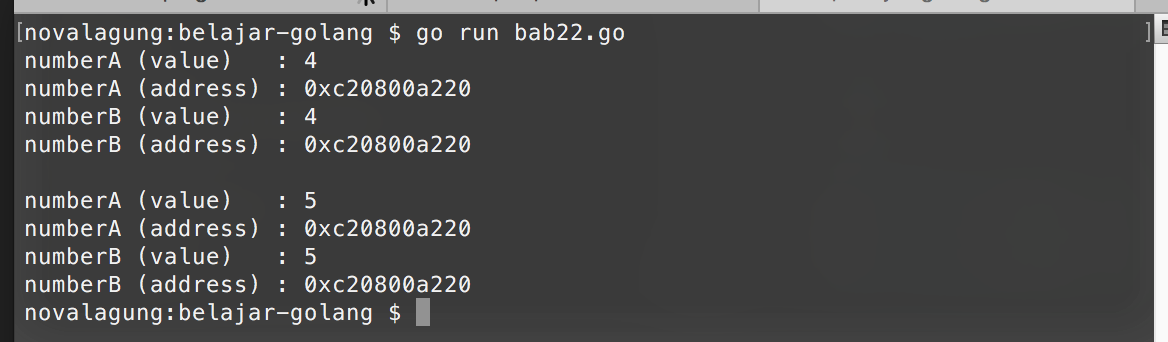 [novalagung:belajar-golang $ go run bab22.go ]
numberA (value)   : 4
numberA (address) : 0xc20800a220
numberB (value)   : 4
numberB (address) : 0xc20800a220

numberA (value)   : 5
numberA (address) : 0xc20800a220
numberB (value)   : 5
numberB (address) : 0xc20800a220
novalagung:belajar-golang $